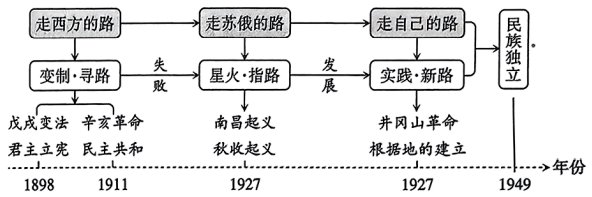 走西方的路 走苏俄的路 走自己的路
变制·寻路 失败 星火·指路 发展 实践·新路 民族独立
戊戌变法 辛亥革命 南昌起义 井冈山革命
君主立宪 民主共和 秋收起义 根据地的建立
年份
1898 1911 1927 1927 1949